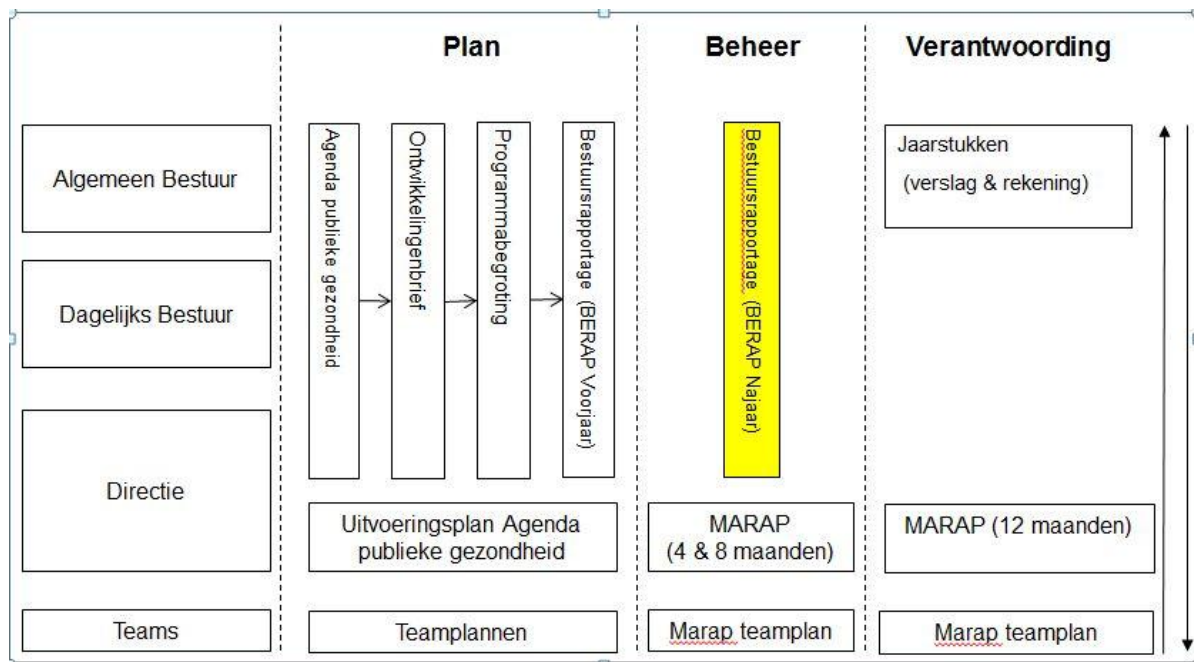 Plan
Beheer
Verantwoording
Algemeen Bestuur
Dagelijks Bestuur
Directie
Teams
Agenda publieke gezondheid
Ontwikkelingenbrief
Programmabegroting
Bestuursrapportage (BERAP Voorjaar)
Uitvoeringsplan Agenda
publieke gezondheid
Teamplannen
Bestuursrapportage (BERAP Najaar)
MARAP
(4 & 8 maanden)
Marap teamplan
Jaarstukken
(verslag & rekening)
MARAP (12 maanden)
Marap teamplan